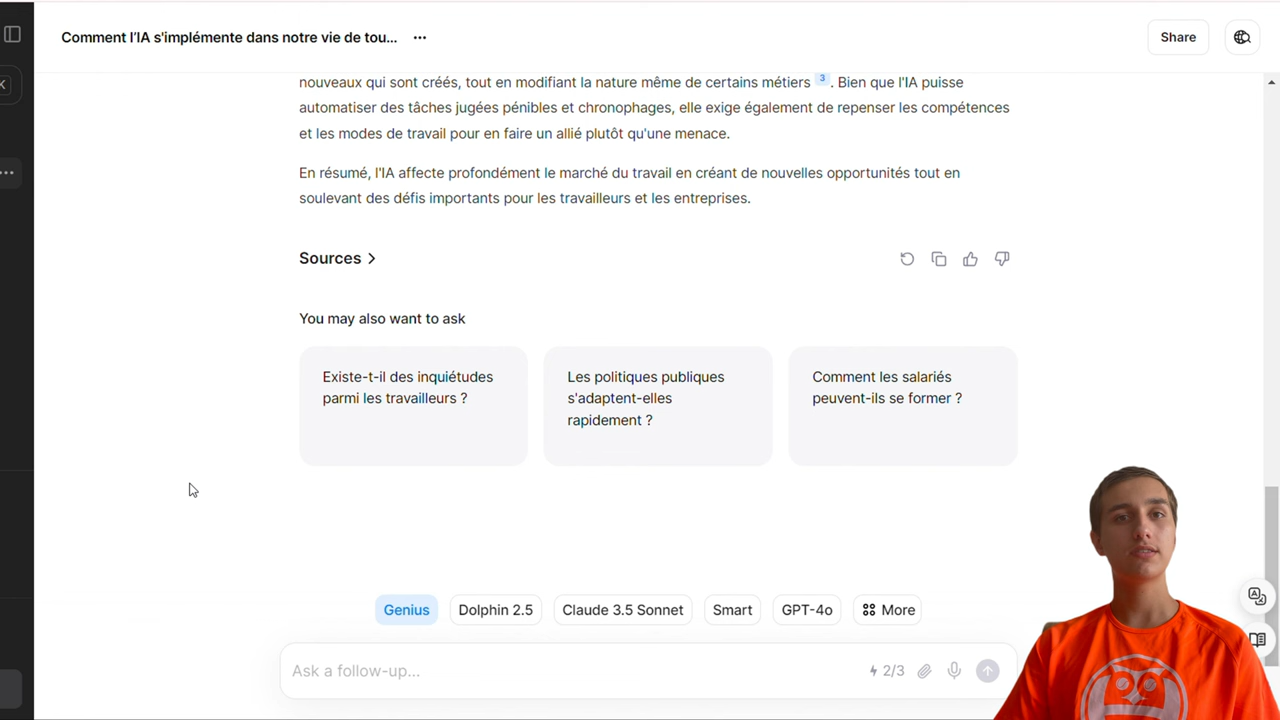 Comment l'IA s'implémente dans notre vie de tou...
Share
K
nouveaux qui sont créés, tout en modifiant la nature même de certains métiers 3. Bien que l'IA puisse
automatiser des tâches jugées pénibles et chronophages, elle exige également de repenser les compétences
et les modes de travail pour en faire un allié plutôt qu'une menace.
En résumé, l'IA affecte profondément le marché du travail en créant de nouvelles opportunités tout en
soulevant des défis importants pour les travailleurs et les entreprises.
Sources
You may also want to ask
Existe-t-il des inquiétudes
parmi les travailleurs ?
Les politiques publiques
s'adaptent-elles
rapidement ?
Comment les salariés
peuvent-ils se former ?
Genius
Dolphin 2.5
Claude 3.5 Sonnet
Smart
GPT-4o
More
Ask a follow-up...
2/3